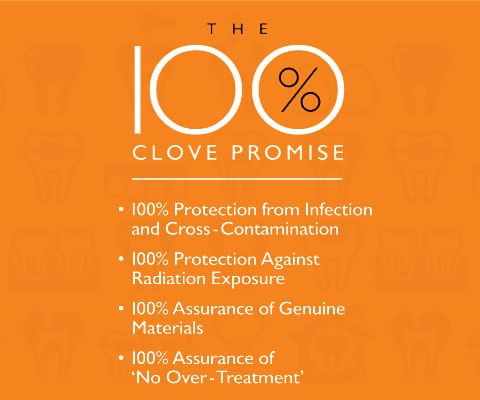 THE
100%
CLOVE PROMISE
• 100% Protection from Infection
and Cross-Contamination
• 100% Protection Against
Radiation Exposure
• 100% Assurance of Genuine
Materials
• 100% Assurance of
'No Over-Treatment'